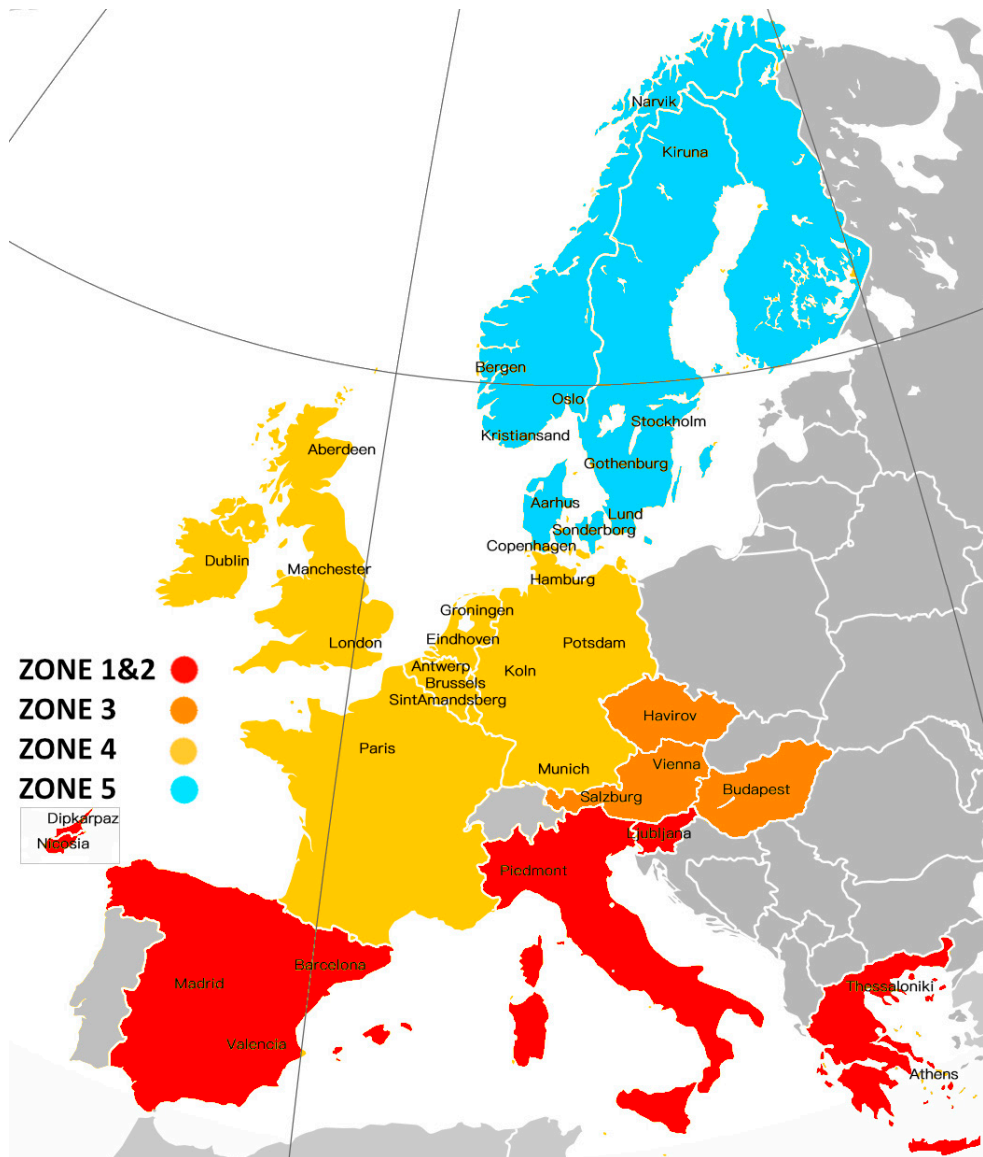 Narvik
Kiruna
Bergen
Oslo
Stockholm
Kristiansand
Aberdeen
Gothenburg
Aarhus
Lund
Sonderborg
Copenhagen
Dublin
Manchester
Hamburg
Groningen
London
Eindhoven
Potsdam
Antwerp
Koln
Brussels
SintAmandsberg
ZONE 1&2
ZONE 3
ZONE 4
ZONE 5
Havirov
Paris
Vienna
Munich
Budapest
Salzburg
Dipkarpaz
Nicosia
Ljubljana
Piedmont
Barcelona
Madrid
Thessaloniki
Valencia
Athens